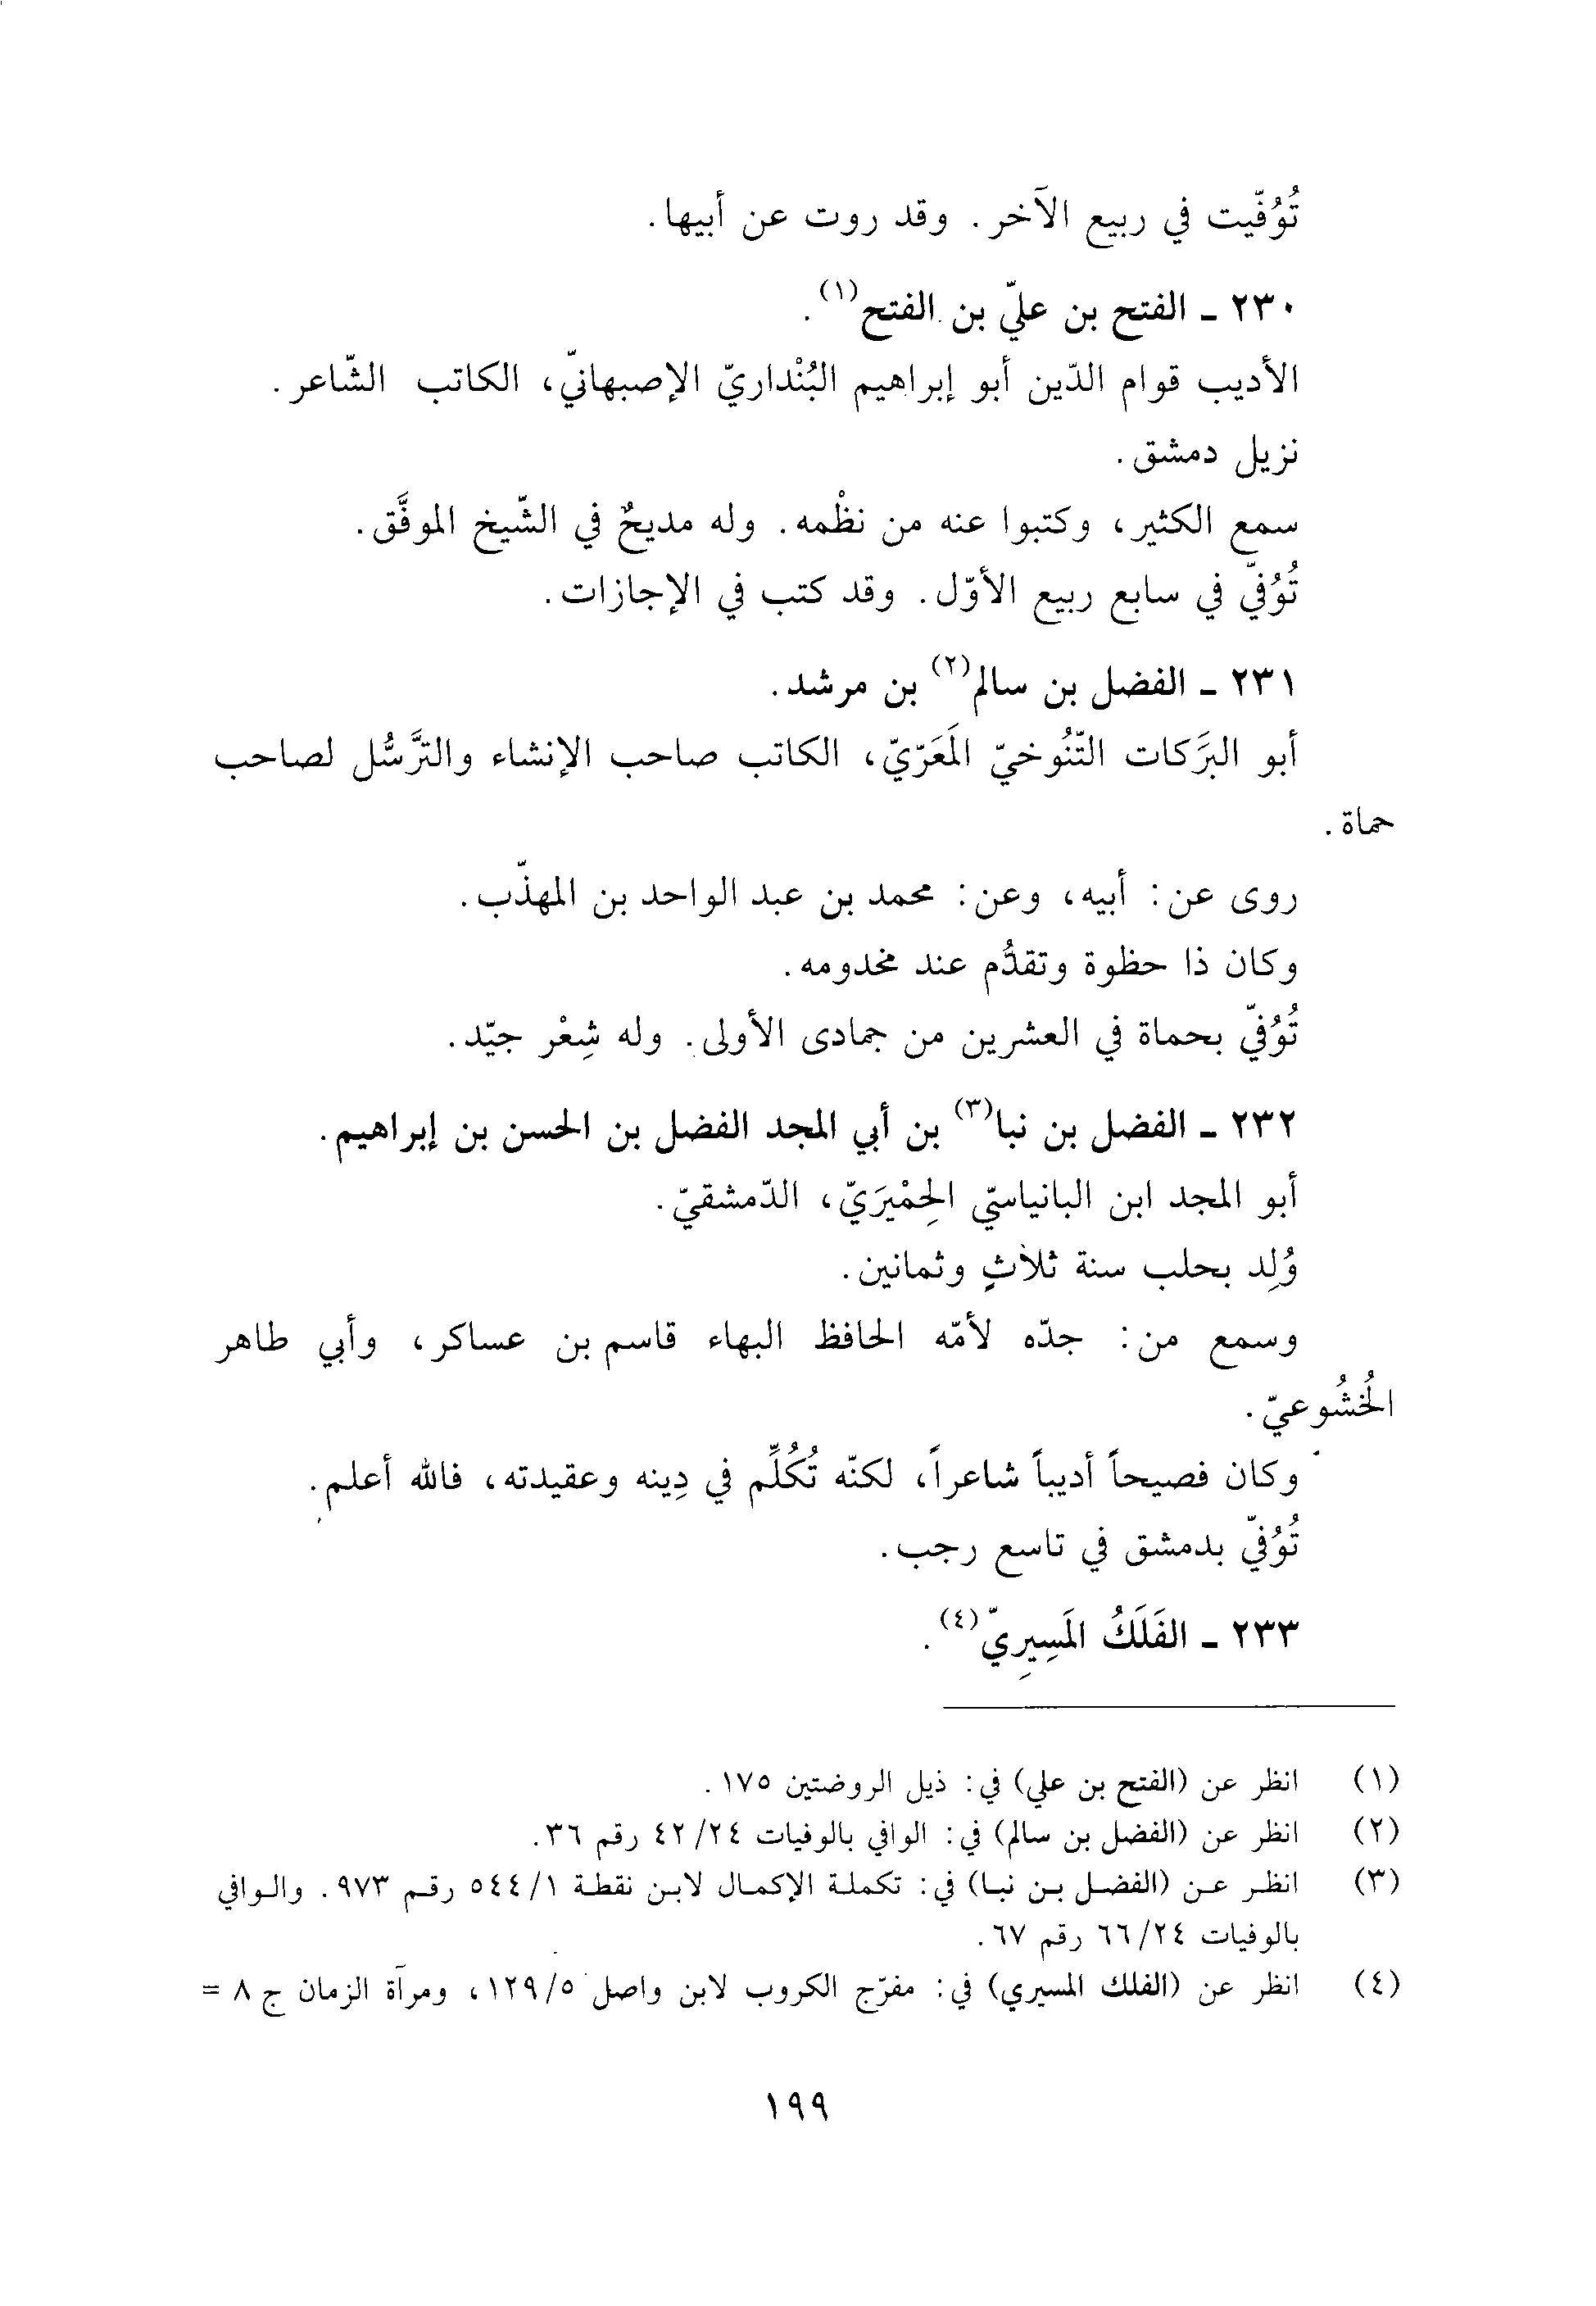 تُوُفّيت في ربيع الآخر. وقد روت عن أبيها.
٢٣٠ ـ الفتح بن عليّ بن الفتح(١).
الأديب قوام الدّين أبو إبراهيم البُنْداريّ الإصبهانيّ، الكاتب الشّاعر.
نزيل دمشق.
سمع الكثير، وكتبوا عنه من نظْمه. وله مديحٌ في الشّيخ الموفَّق.
تُوُفيّ في سابع ربيع الأوّل. وقد كتب في الإجازات.
٢٣١ ـ الفضل بن سالم(٢) بن مرشد.
أبو البَركات التّنُوخيّ المَعَرّيّ، الكاتب صاحب الإنشاء والترَّسُّل لصاحب
حماة.
روى عن: أبيه، وعن: محمد بن عبد الواحد بن المهذّب.
وكان ذا حظوة وتقدُّم عند مخدومه.
تُوُفيّ بحماة في العشرين من جمادى الأولى. وله شِعْر جيّد.
٢٣٢ ـ الفضل بن نبا(٣) بن أبي المجد الفضل بن الحسن بن إبراهيم.
أبو المجد ابن البانياسيّ الحِمْيَريّ، الدّمشقيّ.
وُلِد بحلب سنة ثلاثٍ وثمانين.
وسمع من: جدّه لأمّه الحافظ البهاء قاسم بن عساكر، وأبي طاهر
الخُشُوعيّ.
وكان فصيحاً أديباً شاعراً، لكنّه تُكُلِّم في دِينه وعقيدته، فالله أعلم.
تُوُفيّ بدمشق في تاسع رجب.
٢٣٣ ـ الفَلَكُ المَسِيرِيّ(٤).
(١) انظر عن (الفتح بن علي) في: ذيل الروضتين ١٧٥.
(٢) انظر عن (الفضل بن سالم) في: الوافي بالوفيات ٢٤/ ٤٢ رقم ٣٦.
(٣) انظر عن (الفضل بن نبا) في: تكملة الإكمال لابن نقطة ١/ ٥٤٤ رقم ٩٧٣. والوافي
بالوفيات ٢٤/ ٦٦ رقم ٦٧.
(٤) انظر عن (الفلك المسيري) في: مفرّج الكروب لابن واصل ٥/ ١٢٩، ومرآة الزمان ج ٨ =
١٩٩